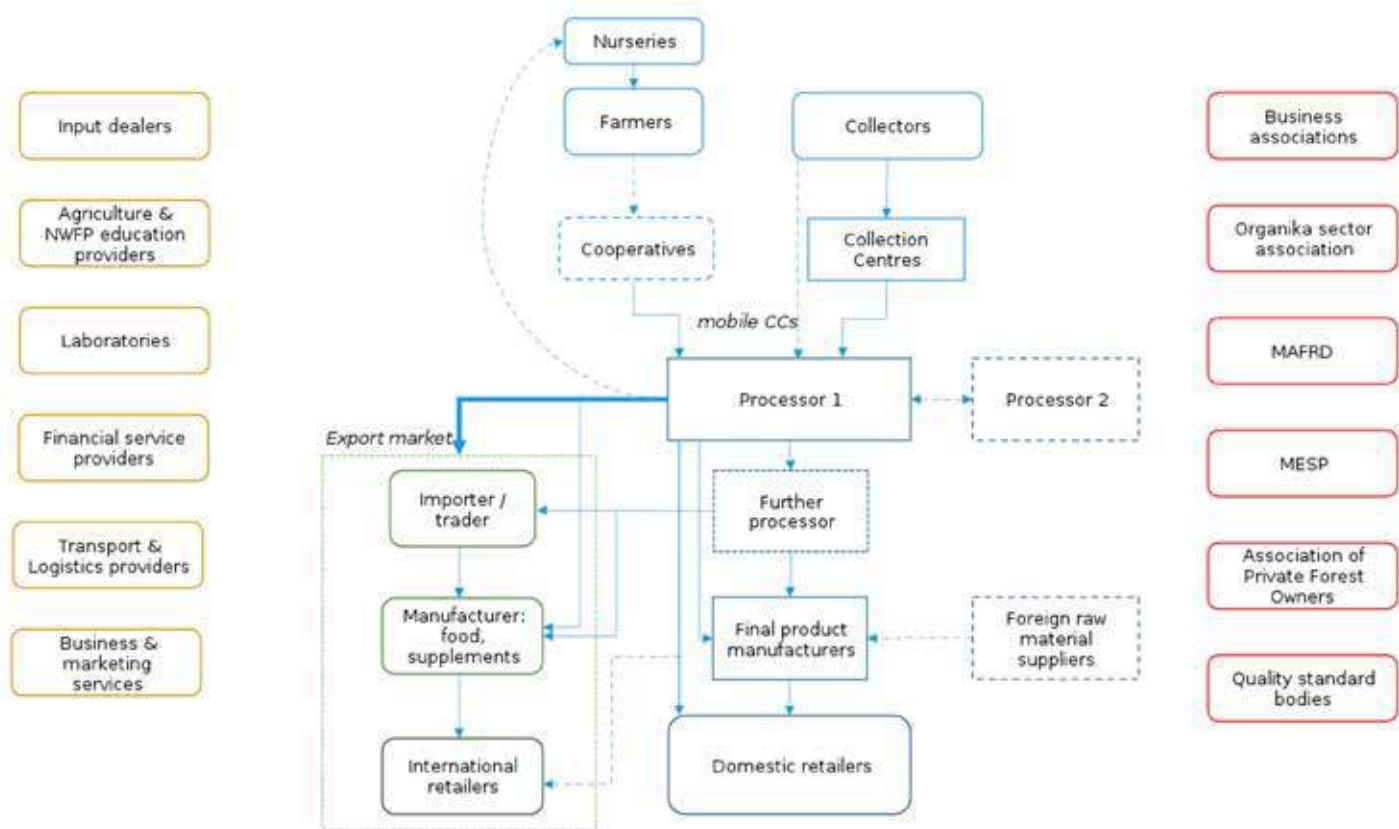 Nurseries
Input dealers
Farmers
Collectors
Business
associations
Agriculture &
NWFP education
providers
Cooperatives
Collection
Centres
Organika sector
association
mobile CCs
Laboratories
MAFRD
Processor 1
Processor 2
Export market
Financial service
providers
MESP
Importer /
trader
Further
processor
Transport &
Logistics providers
Association of
Private Forest
Owners
Manufacturer:
food,
supplements
Final product
manufacturers
Foreign raw
material
suppliers
Business &
marketing
services
Quality standard
bodies
International
retailers
Domestic retailers